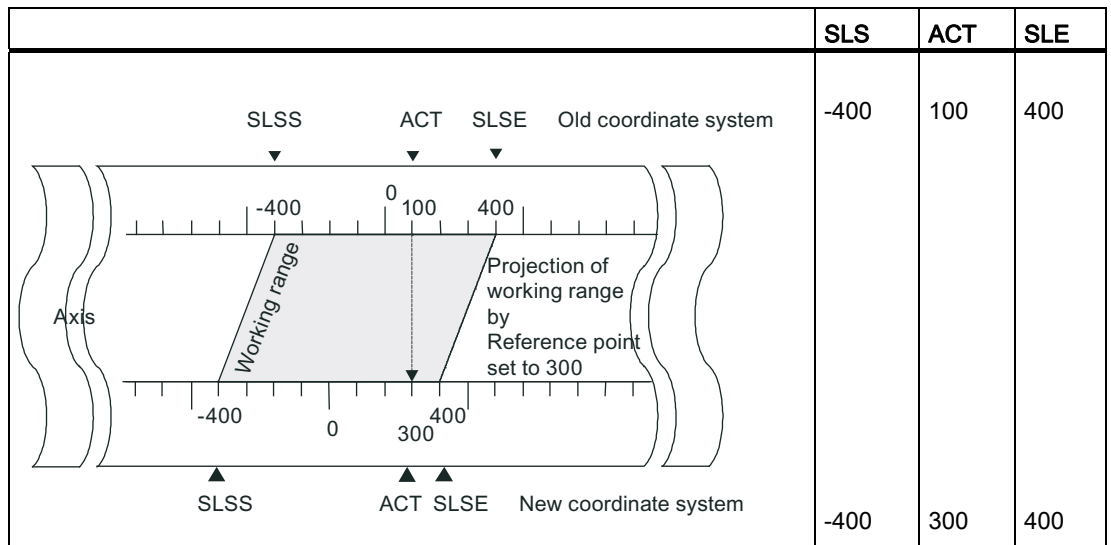 SLS ACT SLE
-400 100 400
SLSS ACT SLSE Old coordinate system
-400 0 100 400
Working range
Projection of
working range
by
Reference point
set to 300
Axis
-400 0 300 400
SLSS ACT SLSE New coordinate system
-400 300 400